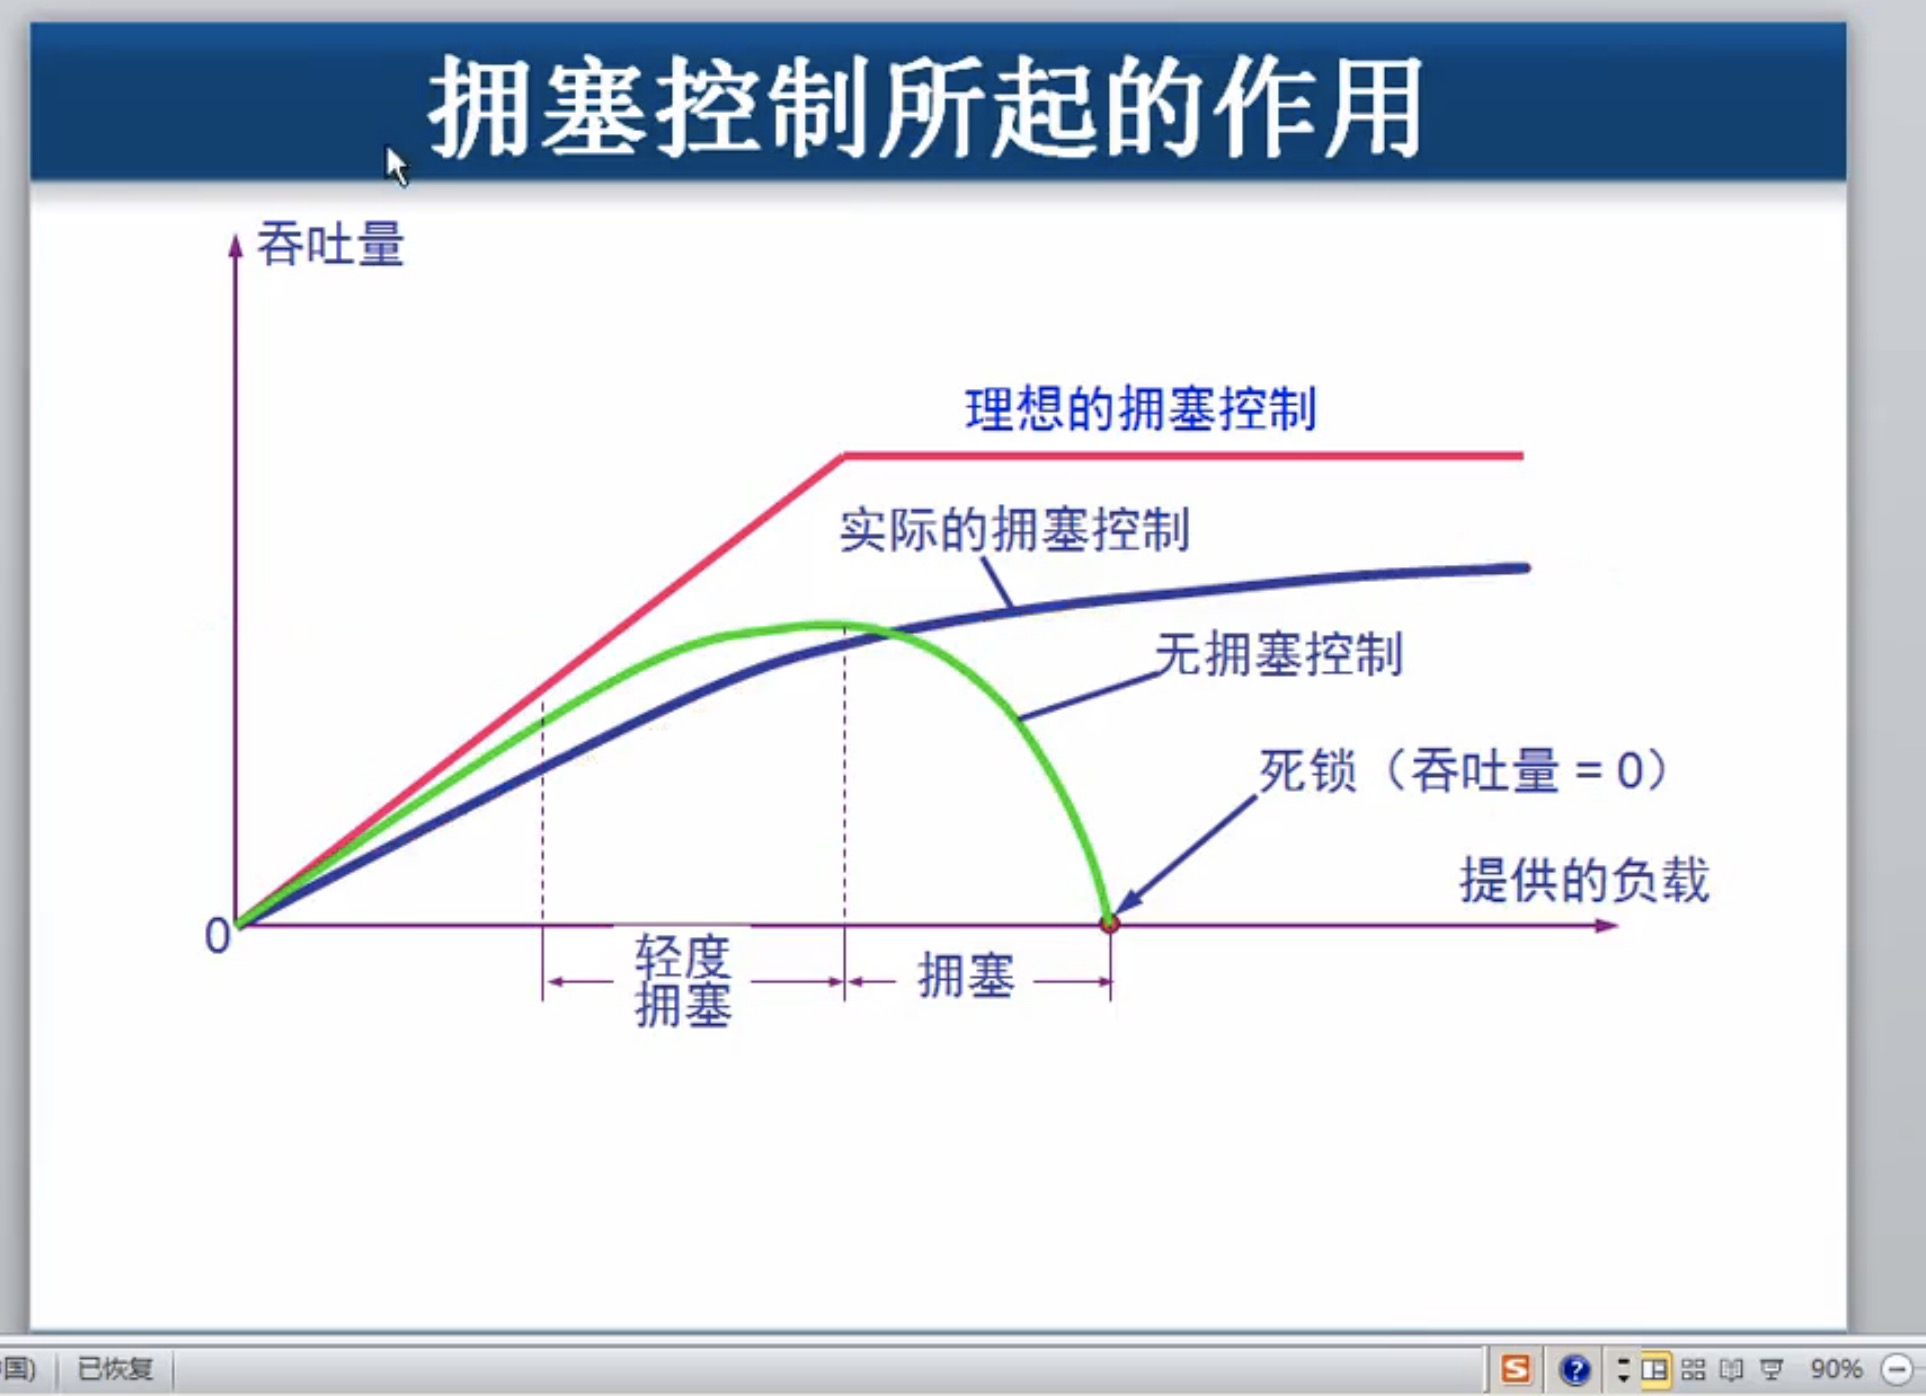 拥塞控制所起的作用
吞吐量
理想的拥塞控制
实际的拥塞控制
无拥塞控制
死锁（吞吐量 = 0）
提供的负载
0
轻度
拥塞
拥塞
国)
已恢复
90%